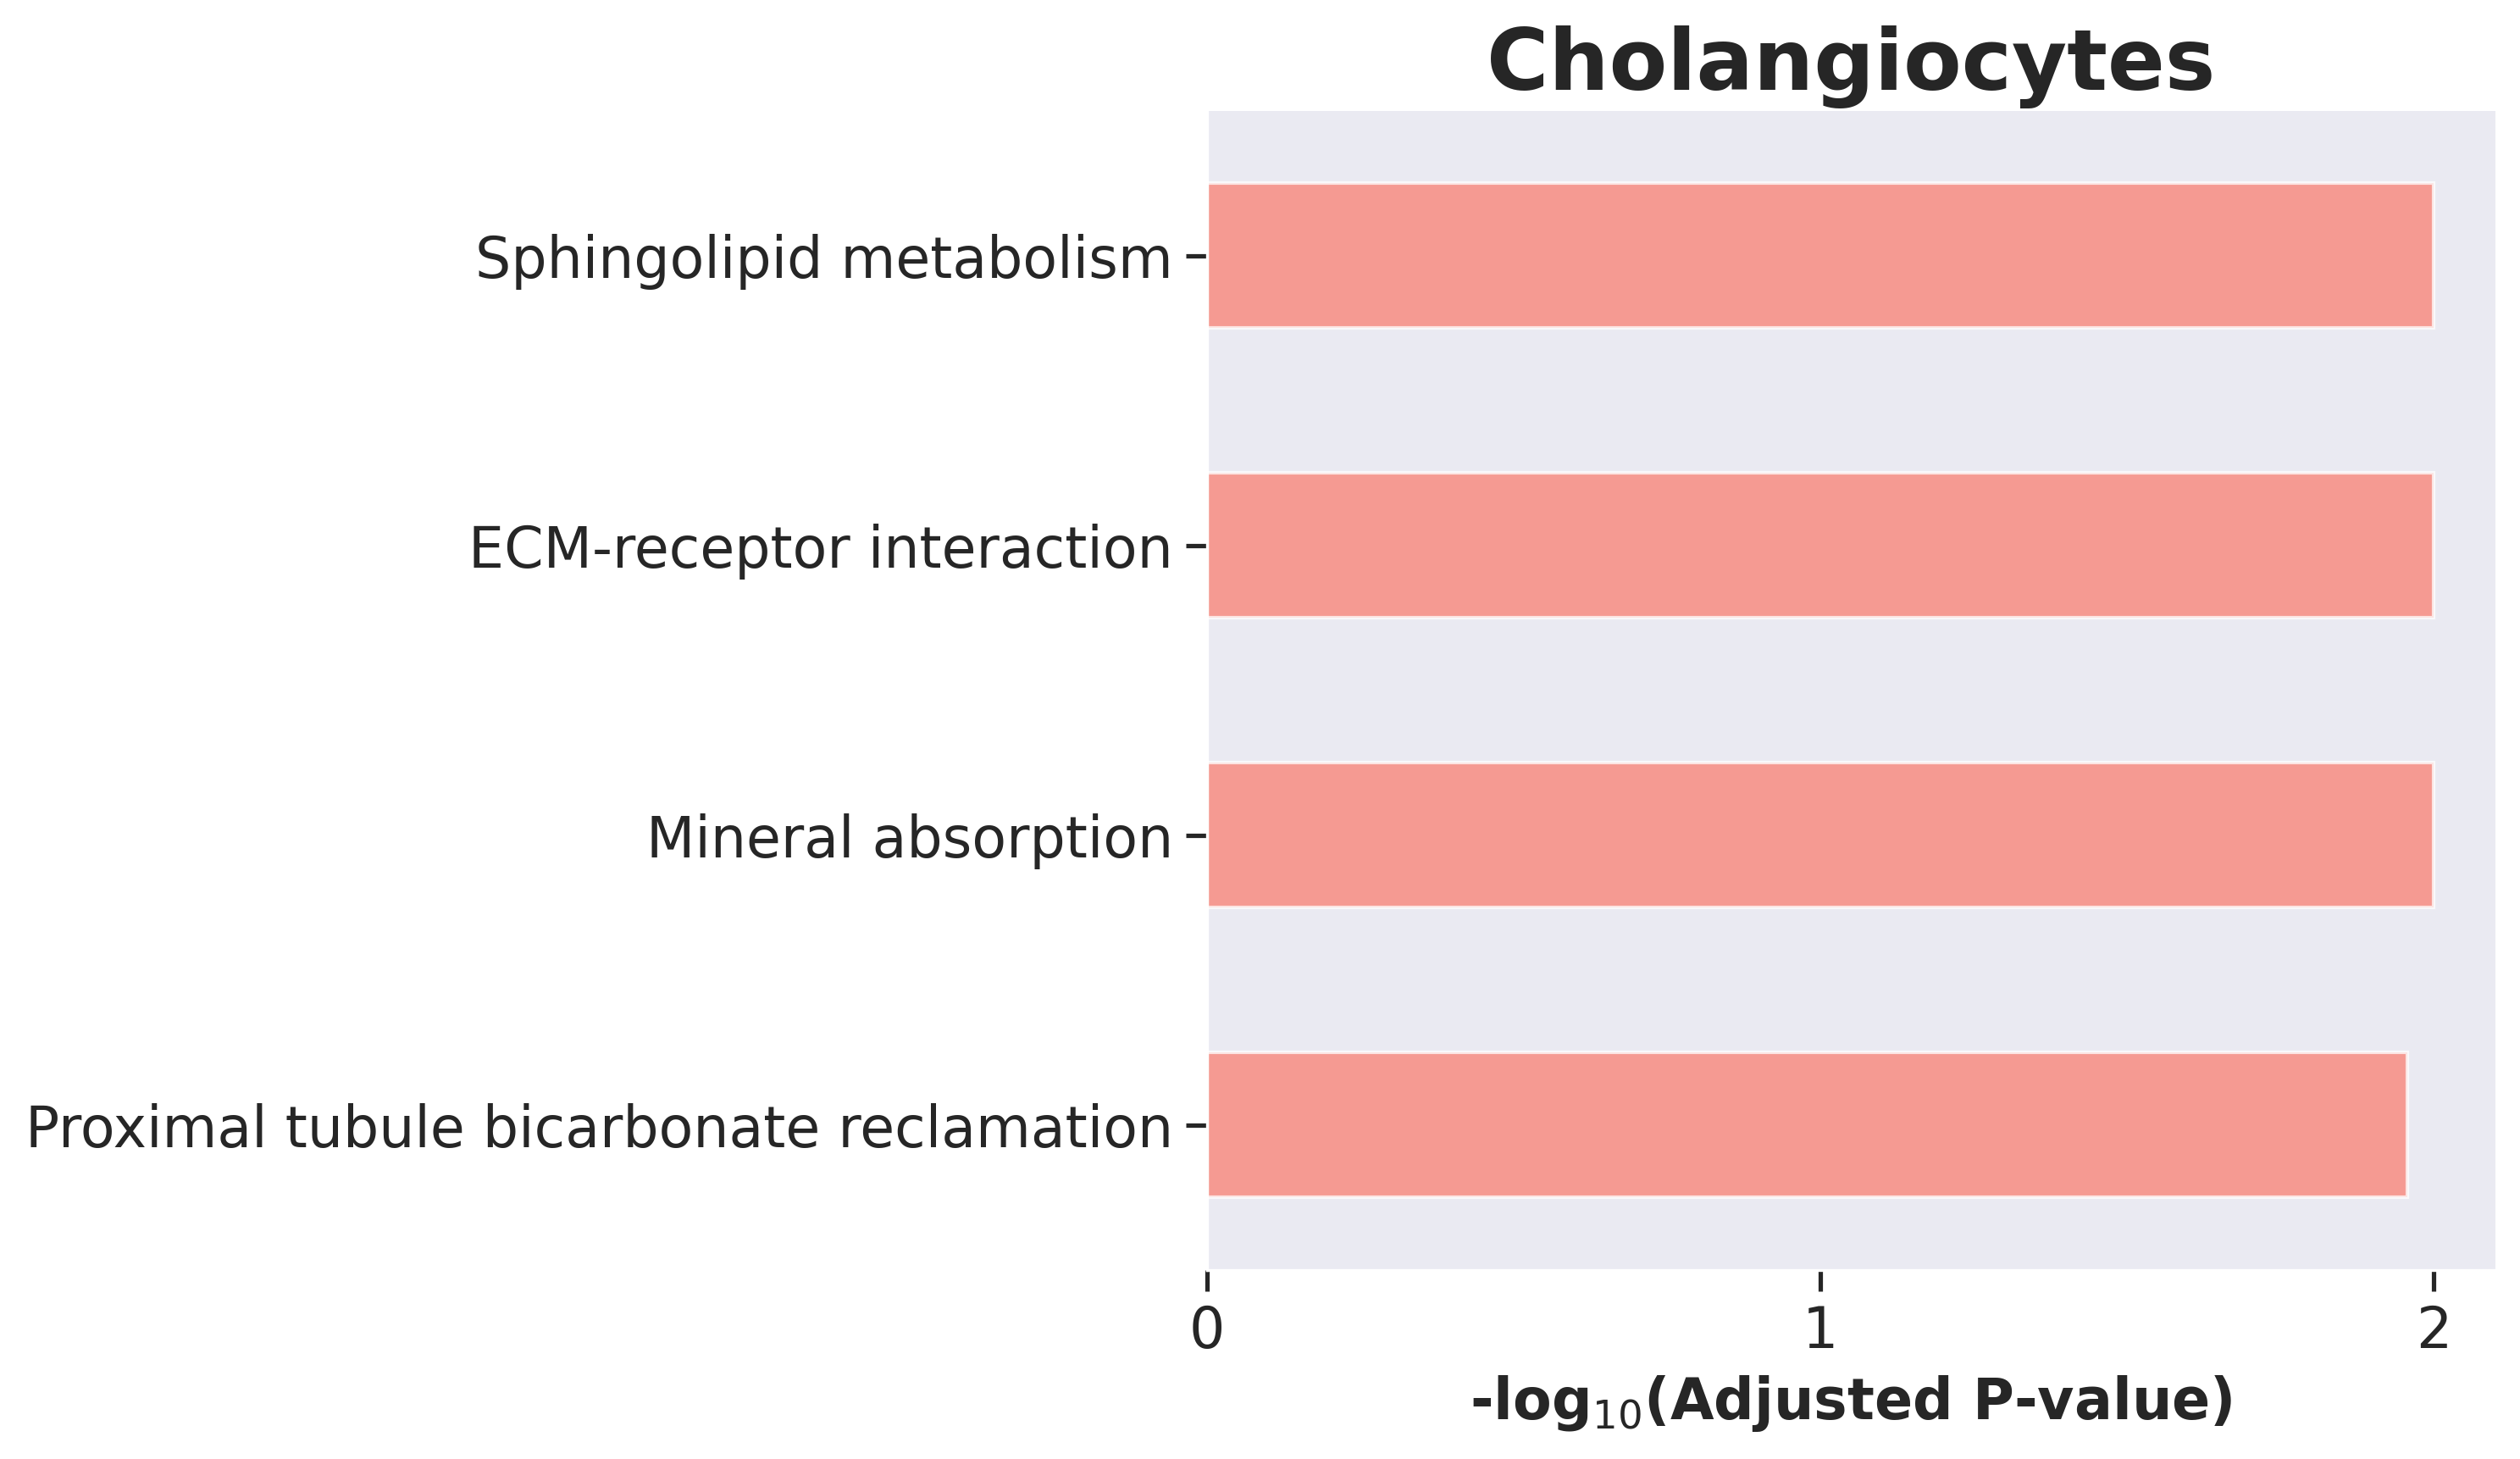 Cholangiocytes
Sphingolipid metabolism
ECM-receptor interaction
Mineral absorption
Proximal tubule bicarbonate reclamation
0 1 2
-log₁₀(Adjusted P-value)